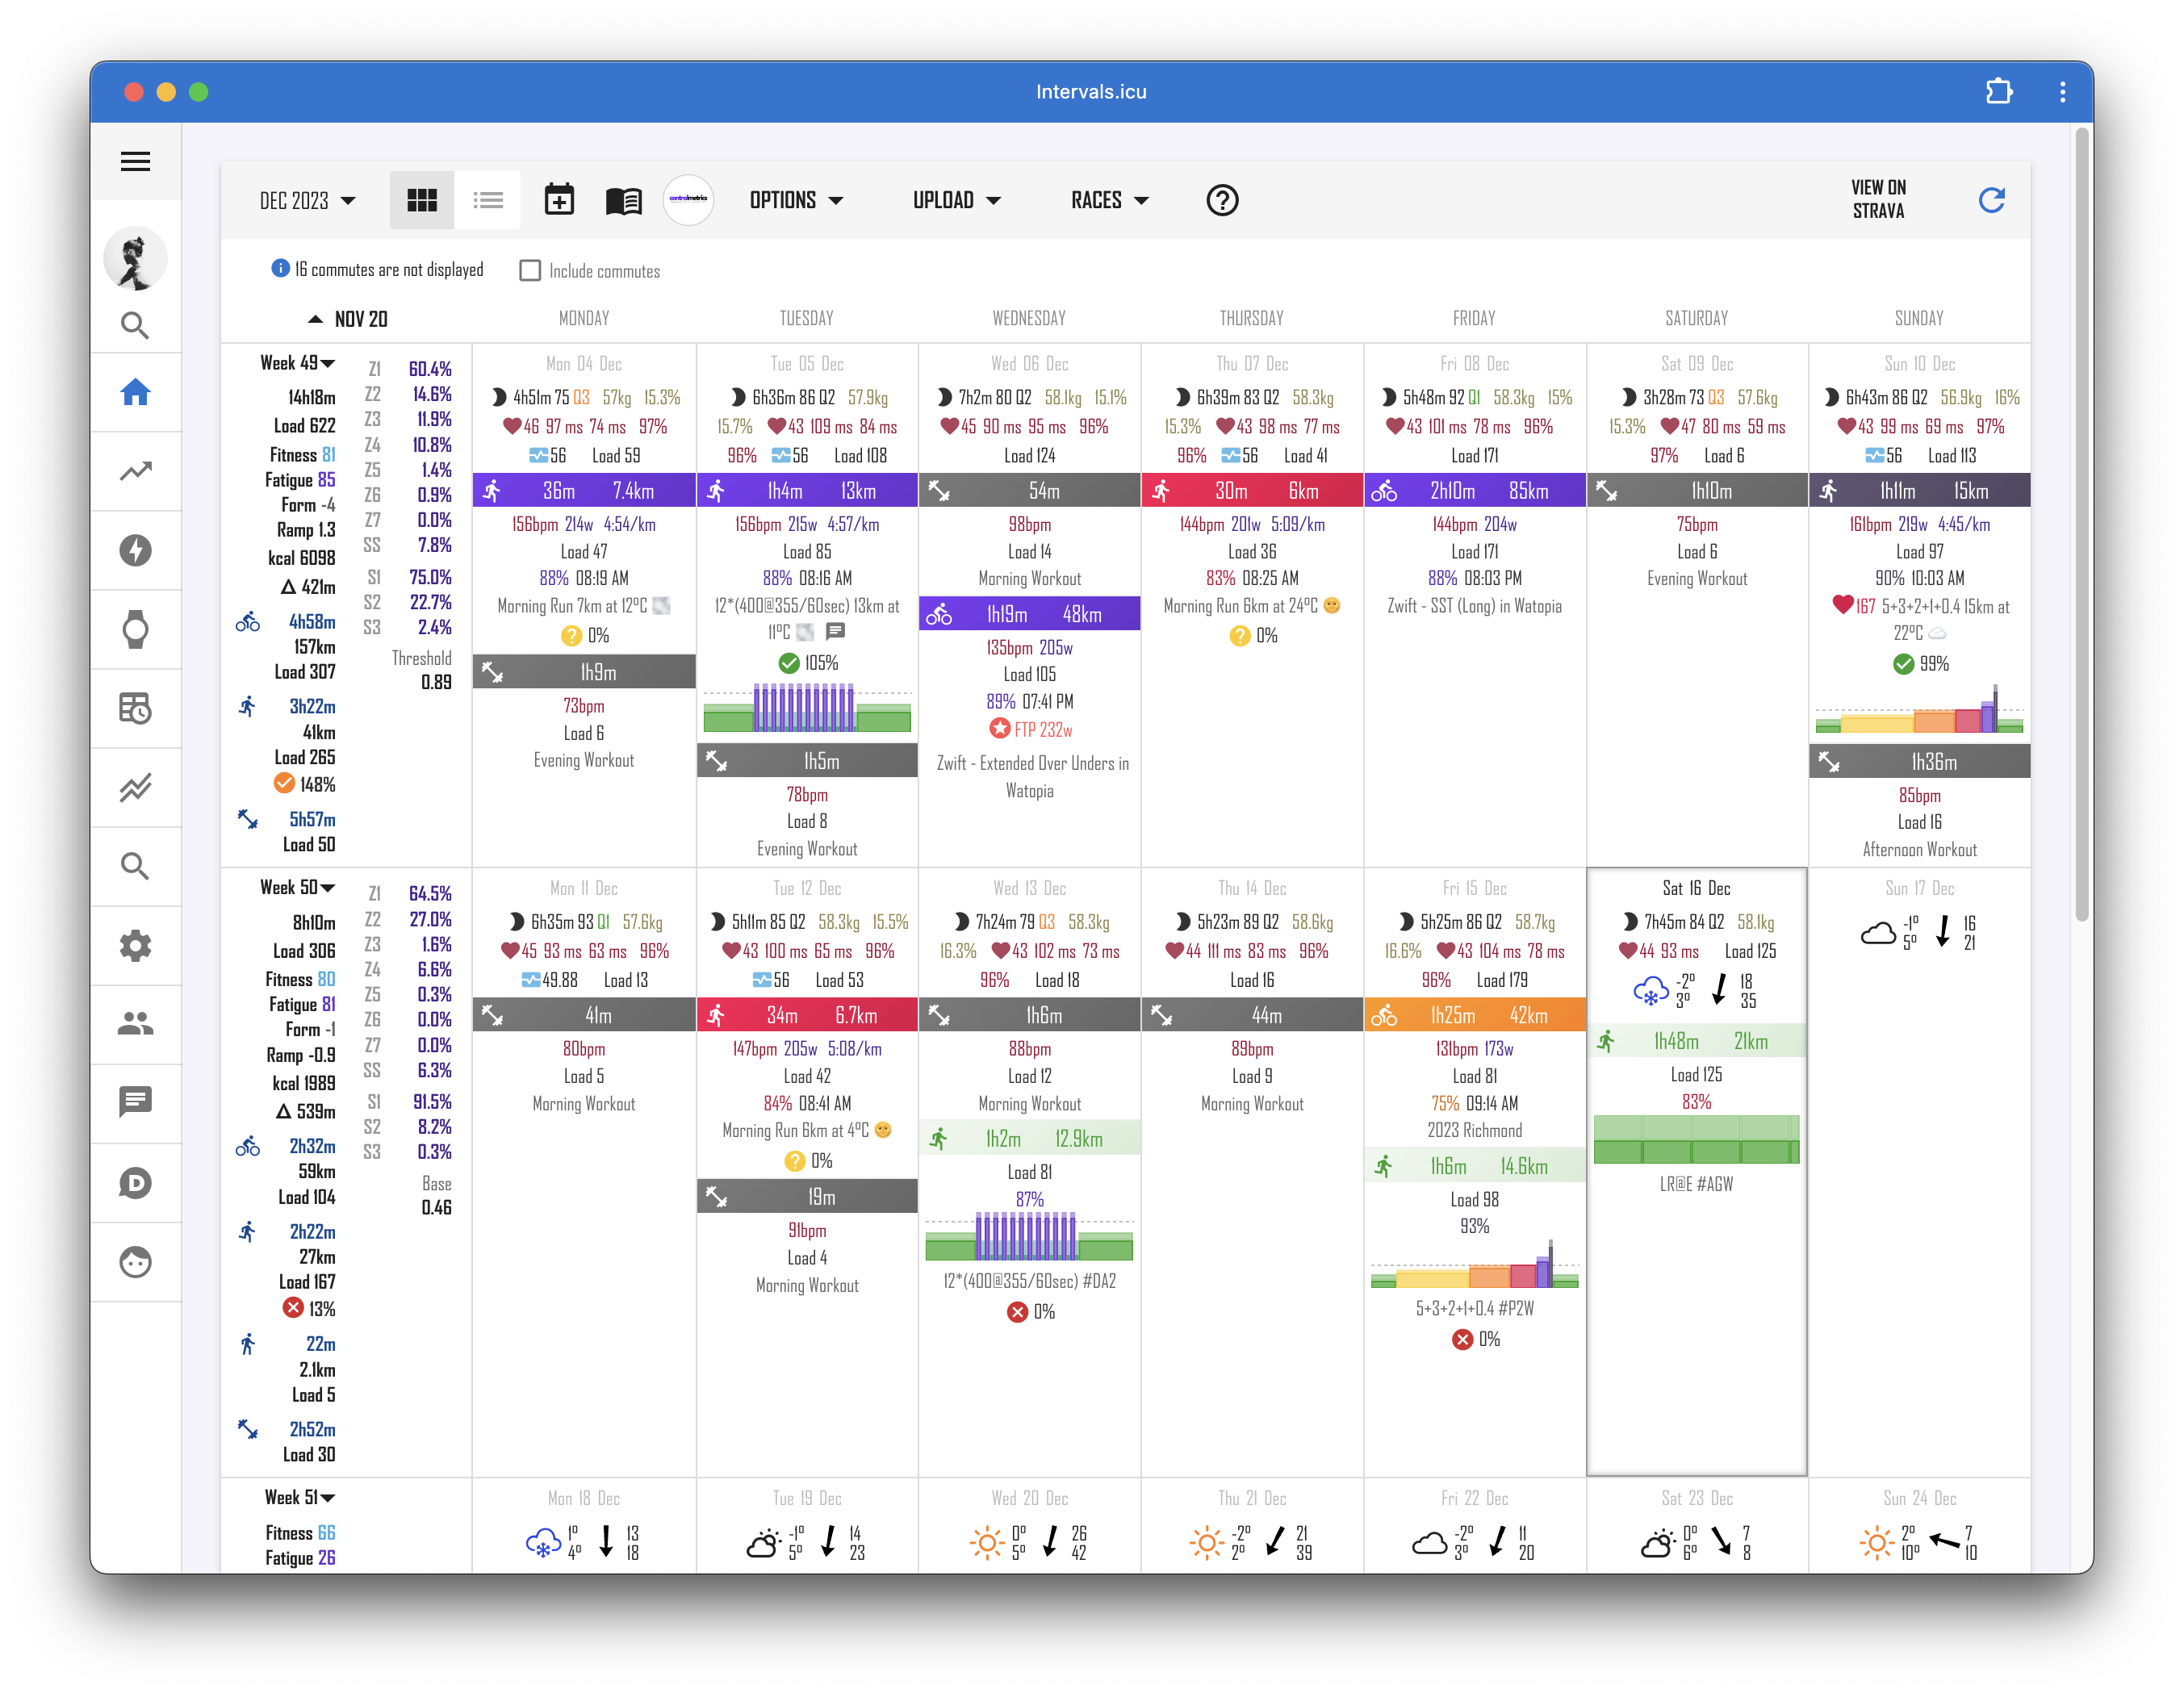 Intervals.icu
DEC 2023
controlmetrics
OPTIONS
UPLOAD
RACES
VIEW ON
STRAVA
16 commutes are not displayed
Include commutes
NOV 20
MONDAY
TUESDAY
WEDNESDAY
THURSDAY
FRIDAY
SATURDAY
SUNDAY
Week 49
14h18m
Load 622
Fitness 81
Fatigue 85
Form -4
Ramp 1.3
kcal 6098
Δ 421m
4h58m
157km
Load 307
3h22m
41km
Load 265
148%
5h57m
Load 50
Z1 60.4%
Z2 14.6%
Z3 11.9%
Z4 10.8%
Z5 1.4%
Z6 0.9%
Z7 0.0%
SS 7.8%
S1 75.0%
S2 22.7%
S3 2.4%
Threshold
0.89
Mon 04 Dec
4h51m 75 Q3 57kg 15.3%
46 97 ms 74 ms 97%
56 Load 59
36m 7.4km
156bpm 214w 4:54/km
Load 47
88% 08:19 AM
Morning Run 7km at 12°C
? 0%
1h9m
73bpm
Load 6
Evening Workout
Tue 05 Dec
6h36m 86 Q2 57.9kg
15.7% 43 109 ms 84 ms
96% 56 Load 108
1h4m 13km
156bpm 215w 4:57/km
Load 85
88% 08:16 AM
12*(400@355/60sec) 13km at
11°C
105%
1h5m
78bpm
Load 8
Evening Workout
Wed 06 Dec
7h2m 80 Q2 58.1kg 15.1%
45 90 ms 95 ms 96%
Load 124
54m
98bpm
Load 14
Morning Workout
1h19m 48km
135bpm 205w
Load 105
89% 07:41 PM
FTP 232w
Zwift - Extended Over Unders in
Watopia
Thu 07 Dec
6h39m 83 Q2 58.3kg
15.3% 43 98 ms 77 ms
96% 56 Load 41
30m 6km
144bpm 201w 5:09/km
Load 36
83% 08:25 AM
Morning Run 6km at 24°C
? 0%
Fri 08 Dec
5h48m 92 Q1 58.3kg 15%
43 101 ms 78 ms 96%
Load 171
2h10m 85km
144bpm 204w
Load 171
88% 08:03 PM
Zwift - SST (Long) in Watopia
Sat 09 Dec
3h28m 73 Q3 57.6kg
15.3% 47 80 ms 59 ms
97% Load 6
1h10m
75bpm
Load 6
Evening Workout
Sun 10 Dec
6h43m 86 Q2 56.9kg 16%
43 99 ms 69 ms 97%
56 Load 113
1h11m 15km
161bpm 219w 4:45/km
Load 97
90% 10:03 AM
167 5+3+2+1+0.4 15km at
22°C
99%
1h36m
85bpm
Load 16
Afternoon Workout
Week 50
8h10m
Load 306
Fitness 80
Fatigue 81
Form -1
Ramp -0.9
kcal 1989
Δ 539m
2h32m
59km
Load 104
2h22m
27km
Load 167
13%
22m
2.1km
Load 5
2h52m
Load 30
Z1 64.5%
Z2 27.0%
Z3 1.6%
Z4 6.6%
Z5 0.3%
Z6 0.0%
Z7 0.0%
SS 6.3%
S1 91.5%
S2 8.2%
S3 0.3%
Base
0.46
Mon 11 Dec
6h35m 93 Q1 57.6kg
45 93 ms 63 ms 96%
49.88 Load 13
41m
80bpm
Load 5
Morning Workout
Tue 12 Dec
5h11m 85 Q2 58.3kg 15.5%
43 100 ms 65 ms 96%
56 Load 53
34m 6.7km
147bpm 205w 5:08/km
Load 42
84% 08:41 AM
Morning Run 6km at 4°C
? 0%
19m
91bpm
Load 4
Morning Workout
Wed 13 Dec
7h24m 79 Q3 58.3kg
16.3% 43 102 ms 73 ms
96% Load 18
1h6m
88bpm
Load 12
Morning Workout
1h2m 12.9km
Load 81
87%
12*(400@355/60sec) #DA2
0%
Thu 14 Dec
5h23m 89 Q2 58.6kg
44 111 ms 83 ms 96%
Load 16
44m
89bpm
Load 9
Morning Workout
Fri 15 Dec
5h25m 86 Q2 58.7kg
16.6% 43 104 ms 78 ms
96% Load 179
1h25m 42km
131bpm 173w
Load 81
75% 09:14 AM
2023 Richmond
1h6m 14.6km
Load 98
93%
5+3+2+1+0.4 #P2W
0%
Sat 16 Dec
7h45m 84 Q2 58.1kg
44 93 ms Load 125
-2° 18
3° 35
1h48m 21km
Load 125
83%
LR@E #AGW
Sun 17 Dec
-1° 16
5° 21
Week 51
Fitness 66
Fatigue 26
Mon 18 Dec
1° 13
4° 18
Tue 19 Dec
-1° 14
5° 23
Wed 20 Dec
0° 26
5° 42
Thu 21 Dec
-2° 21
2° 39
Fri 22 Dec
-2° 11
3° 20
Sat 23 Dec
0° 7
6° 8
Sun 24 Dec
2° 7
10° 10
D